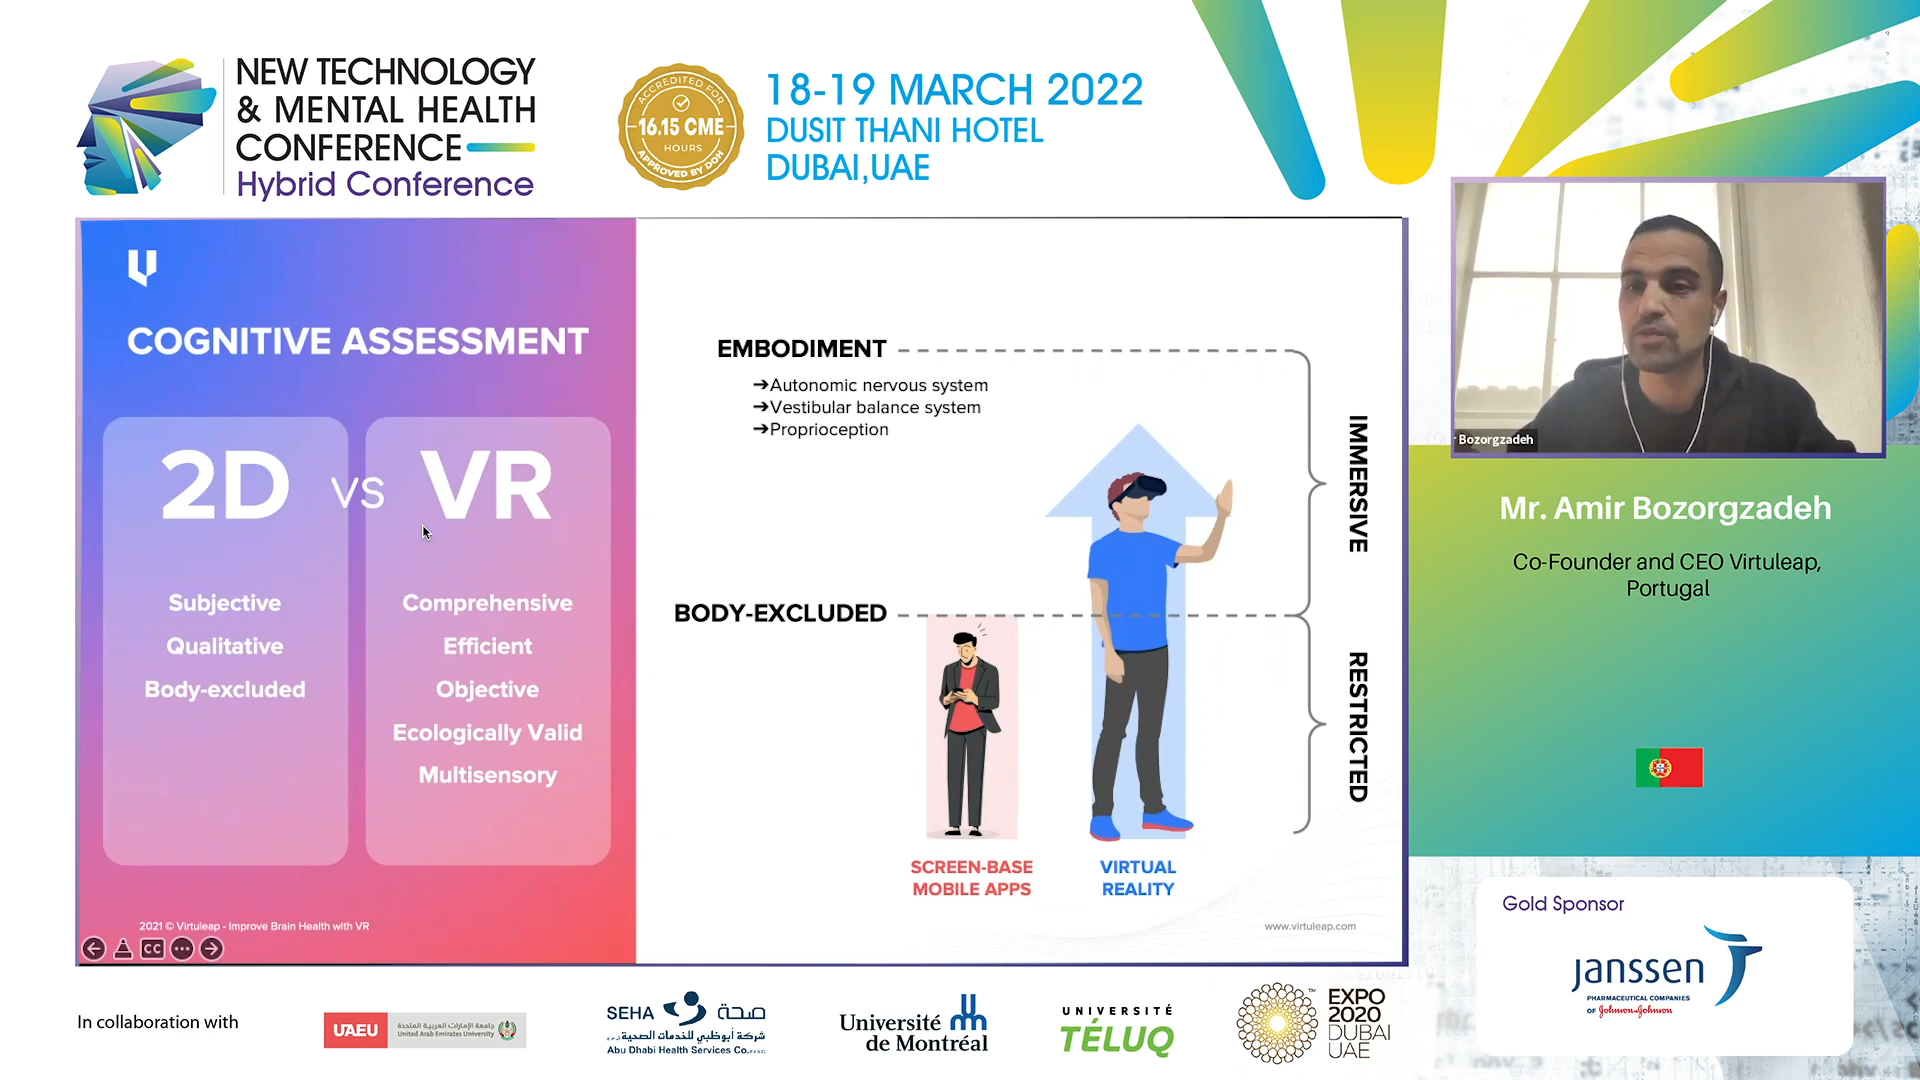 NEW TECHNOLOGY
& MENTAL HEALTH
CONFERENCE
Hybrid Conference
ACCREDITED FOR
16.15 CME
HOURS
APPROVED BY DOH
18-19 MARCH 2022
DUSIT THANI HOTEL
DUBAI,UAE
COGNITIVE ASSESSMENT
2D vs VR
Subjective
Qualitative
Body-excluded
Comprehensive
Efficient
Objective
Ecologically Valid
Multisensory
2021 © Virtuleap - Improve Brain Health with VR
CC
EMBODIMENT
➔Autonomic nervous system
➔Vestibular balance system
➔Proprioception
BODY-EXCLUDED
IMMERSIVE
RESTRICTED
SCREEN-BASE
MOBILE APPS
VIRTUAL
REALITY
www.virtuleap.com
Bozorgzadeh
Mr. Amir Bozorgzadeh
Co-Founder and CEO Virtuleap,
Portugal
Gold Sponsor
Janssen
PHARMACEUTICAL COMPANIES
OF Johnson & Johnson
In collaboration with
UAEU
جامعة الإمارات العربية المتحدة
United Arab Emirates University
SEHA صحة
شركة أبوظبي للخدمات الصحية
Abu Dhabi Health Services Co.
Université
de Montréal
UNIVERSITÉ
TÉLUQ
EXPO
2020
DUBAI
UAE